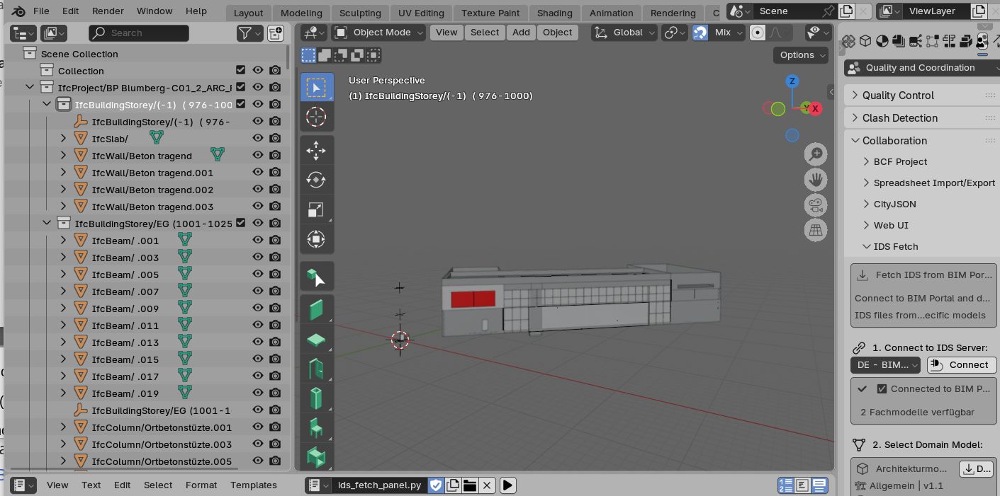 File Edit Render Window Help Layout Modeling Sculpting UV Editing Texture Paint Shading Animation Rendering C Scene ViewLayer
Search Object Mode View Select Add Object Global Mix
Options
Scene Collection
Collection
IfcProject/BP Blumberg-C01_2_ARC_
IfcBuildingStorey/(-1) ( 976-100
IfcBuildingStorey/(-1) ( 976-
IfcSlab/
IfcWall/Beton tragend
IfcWall/Beton tragend.001
IfcWall/Beton tragend.002
IfcWall/Beton tragend.003
IfcBuildingStorey/EG (1001-1025
IfcBeam/ .001
IfcBeam/ .003
IfcBeam/ .005
IfcBeam/ .007
IfcBeam/ .009
IfcBeam/ .011
IfcBeam/ .013
IfcBeam/ .015
IfcBeam/ .017
IfcBeam/ .019
IfcBuildingStorey/EG (1001-1
IfcColumn/Ortbetonstüzte.001
IfcColumn/Ortbetonstüzte.003
IfcColumn/Ortbetonstüzte.005
User Perspective
(1) IfcBuildingStorey/(-1) ( 976-1000)
Z
Y
X
Quality and Coordination
Quality Control
Clash Detection
Collaboration
BCF Project
Spreadsheet Import/Export
CityJSON
Web UI
IDS Fetch
Fetch IDS from BIM Por...
Connect to BIM Portal and d...
IDS files from...ecific models
1. Connect to IDS Server:
DE - BIM... Connect
Connected to BIM P...
2 Fachmodelle verfügbar
2. Select Domain Model:
Architekturmo... D...
Allgemein | v1.1
View Text Edit Select Format Templates ids_fetch_panel.py